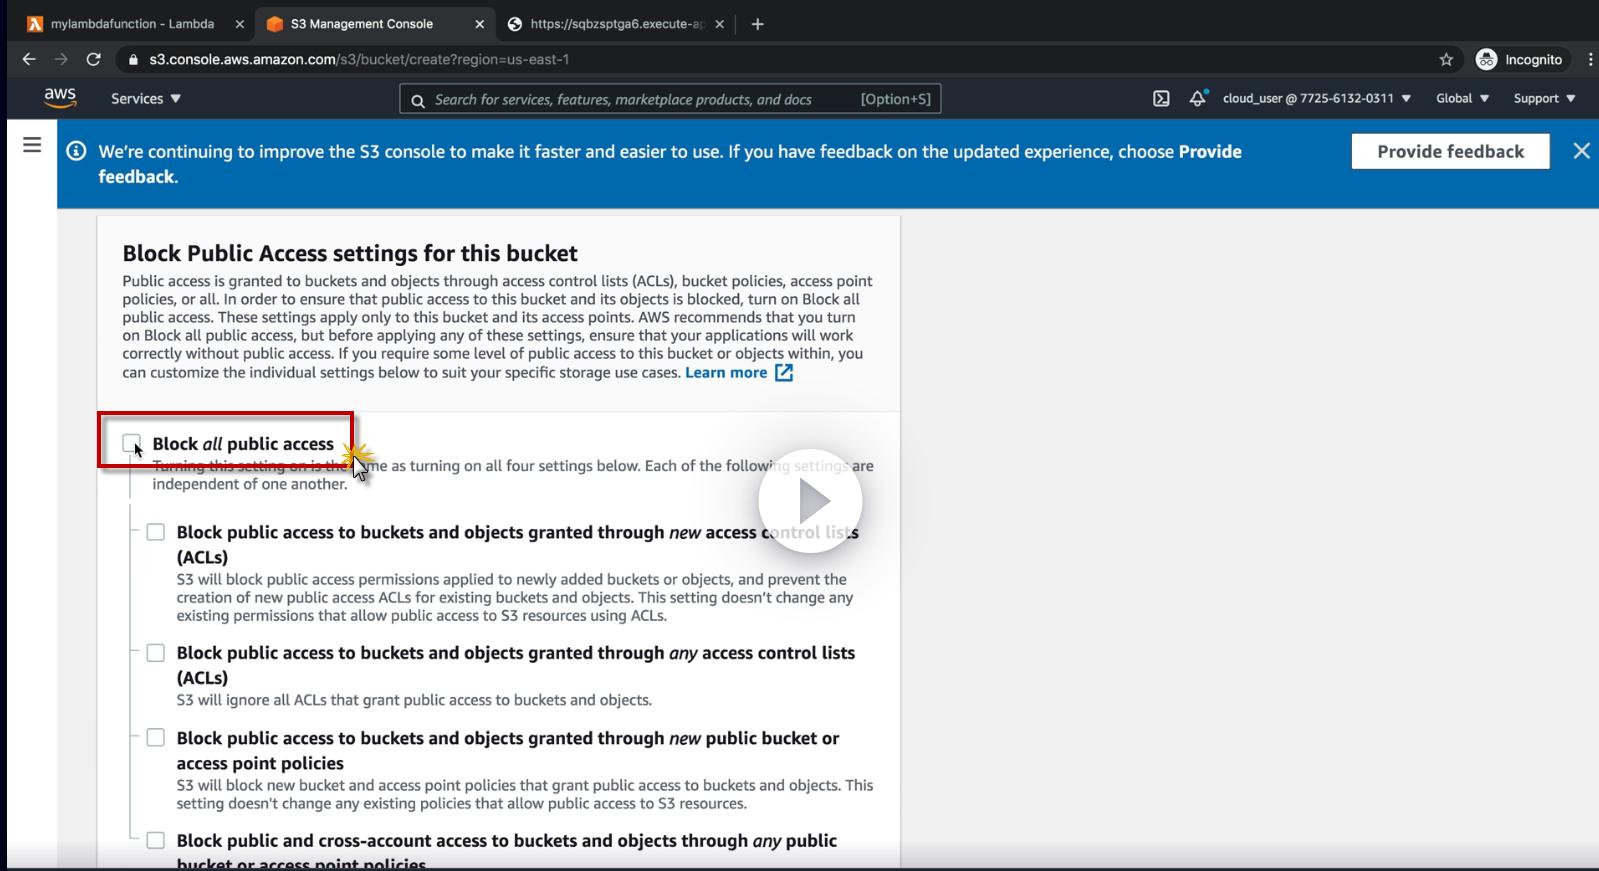 mylambdafunction - Lambda
S3 Management Console
https://sqbzsptga6.execute-ap
s3.console.aws.amazon.com/s3/bucket/create?region=us-east-1
Incognito
aws
Services ▼
Search for services, features, marketplace products, and docs
[Option+S]
cloud_user @ 7725-6132-0311 ▼
Global ▼
Support ▼
We're continuing to improve the S3 console to make it faster and easier to use. If you have feedback on the updated experience, choose Provide
feedback.
Provide feedback
Block Public Access settings for this bucket
Public access is granted to buckets and objects through access control lists (ACLs), bucket policies, access point
policies, or all. In order to ensure that public access to this bucket and its objects is blocked, turn on Block all
public access. These settings apply only to this bucket and its access points. AWS recommends that you turn
on Block all public access, but before applying any of these settings, ensure that your applications will work
correctly without public access. If you require some level of public access to this bucket or objects within, you
can customize the individual settings below to suit your specific storage use cases. Learn more
Block all public access
Turning this setting on is the same as turning on all four settings below. Each of the following settings are
independent of one another.
Block public access to buckets and objects granted through new access control lists
(ACLs)
S3 will block public access permissions applied to newly added buckets or objects, and prevent the
creation of new public access ACLs for existing buckets and objects. This setting doesn't change any
existing permissions that allow public access to S3 resources using ACLs.
Block public access to buckets and objects granted through any access control lists
(ACLs)
S3 will ignore all ACLs that grant public access to buckets and objects.
Block public access to buckets and objects granted through new public bucket or
access point policies
S3 will block new bucket and access point policies that grant public access to buckets and objects. This
setting doesn't change any existing policies that allow public access to S3 resources.
Block public and cross-account access to buckets and objects through any public
bucket or access point policies